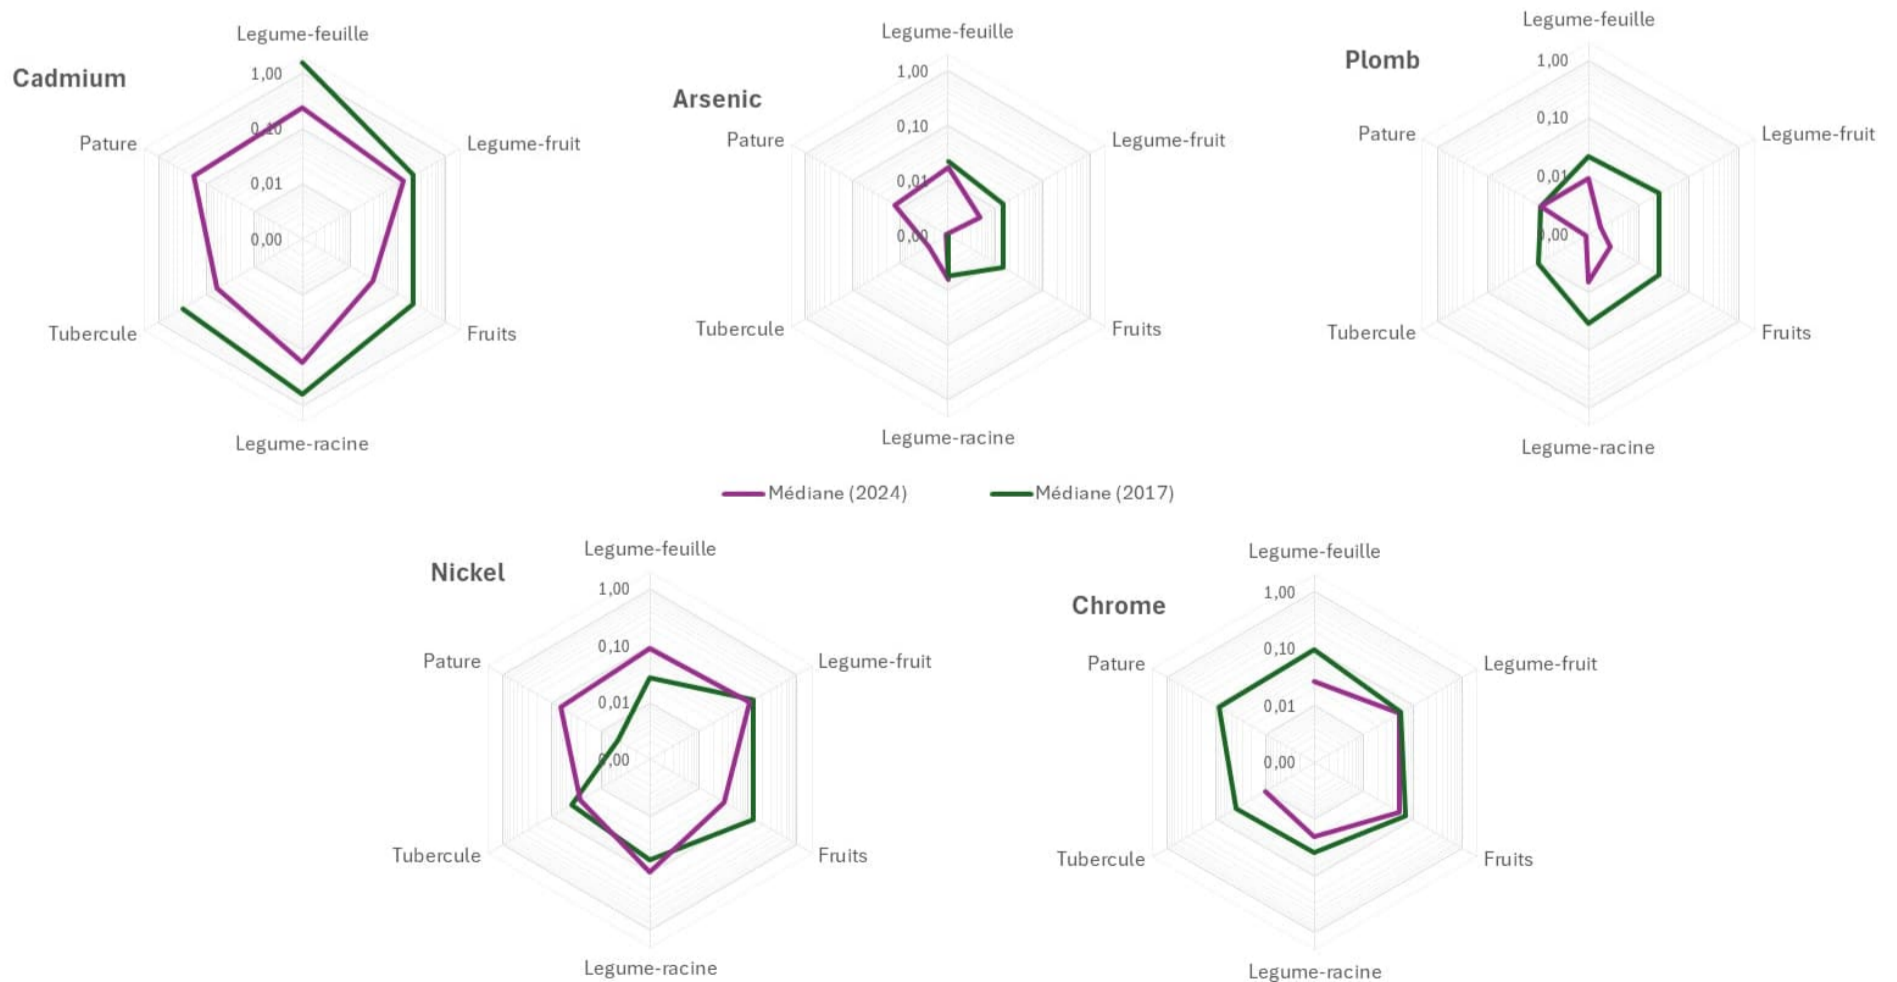 Cadmium
Legume-feuille
1,00
0,10
0,01
0,00
Pature
Legume-fruit
Tubercule
Fruits
Legume-racine
Arsenic
Legume-feuille
1,00
0,10
0,01
0,00
Pature
Legume-fruit
Tubercule
Fruits
Legume-racine
Plomb
Legume-feuille
1,00
0,10
0,01
0,00
Pature
Legume-fruit
Tubercule
Fruits
Legume-racine
Médiane (2024)
Médiane (2017)
Nickel
Legume-feuille
1,00
0,10
0,01
0,00
Pature
Legume-fruit
Tubercule
Fruits
Legume-racine
Chrome
Legume-feuille
1,00
0,10
0,01
0,00
Pature
Legume-fruit
Tubercule
Fruits
Legume-racine